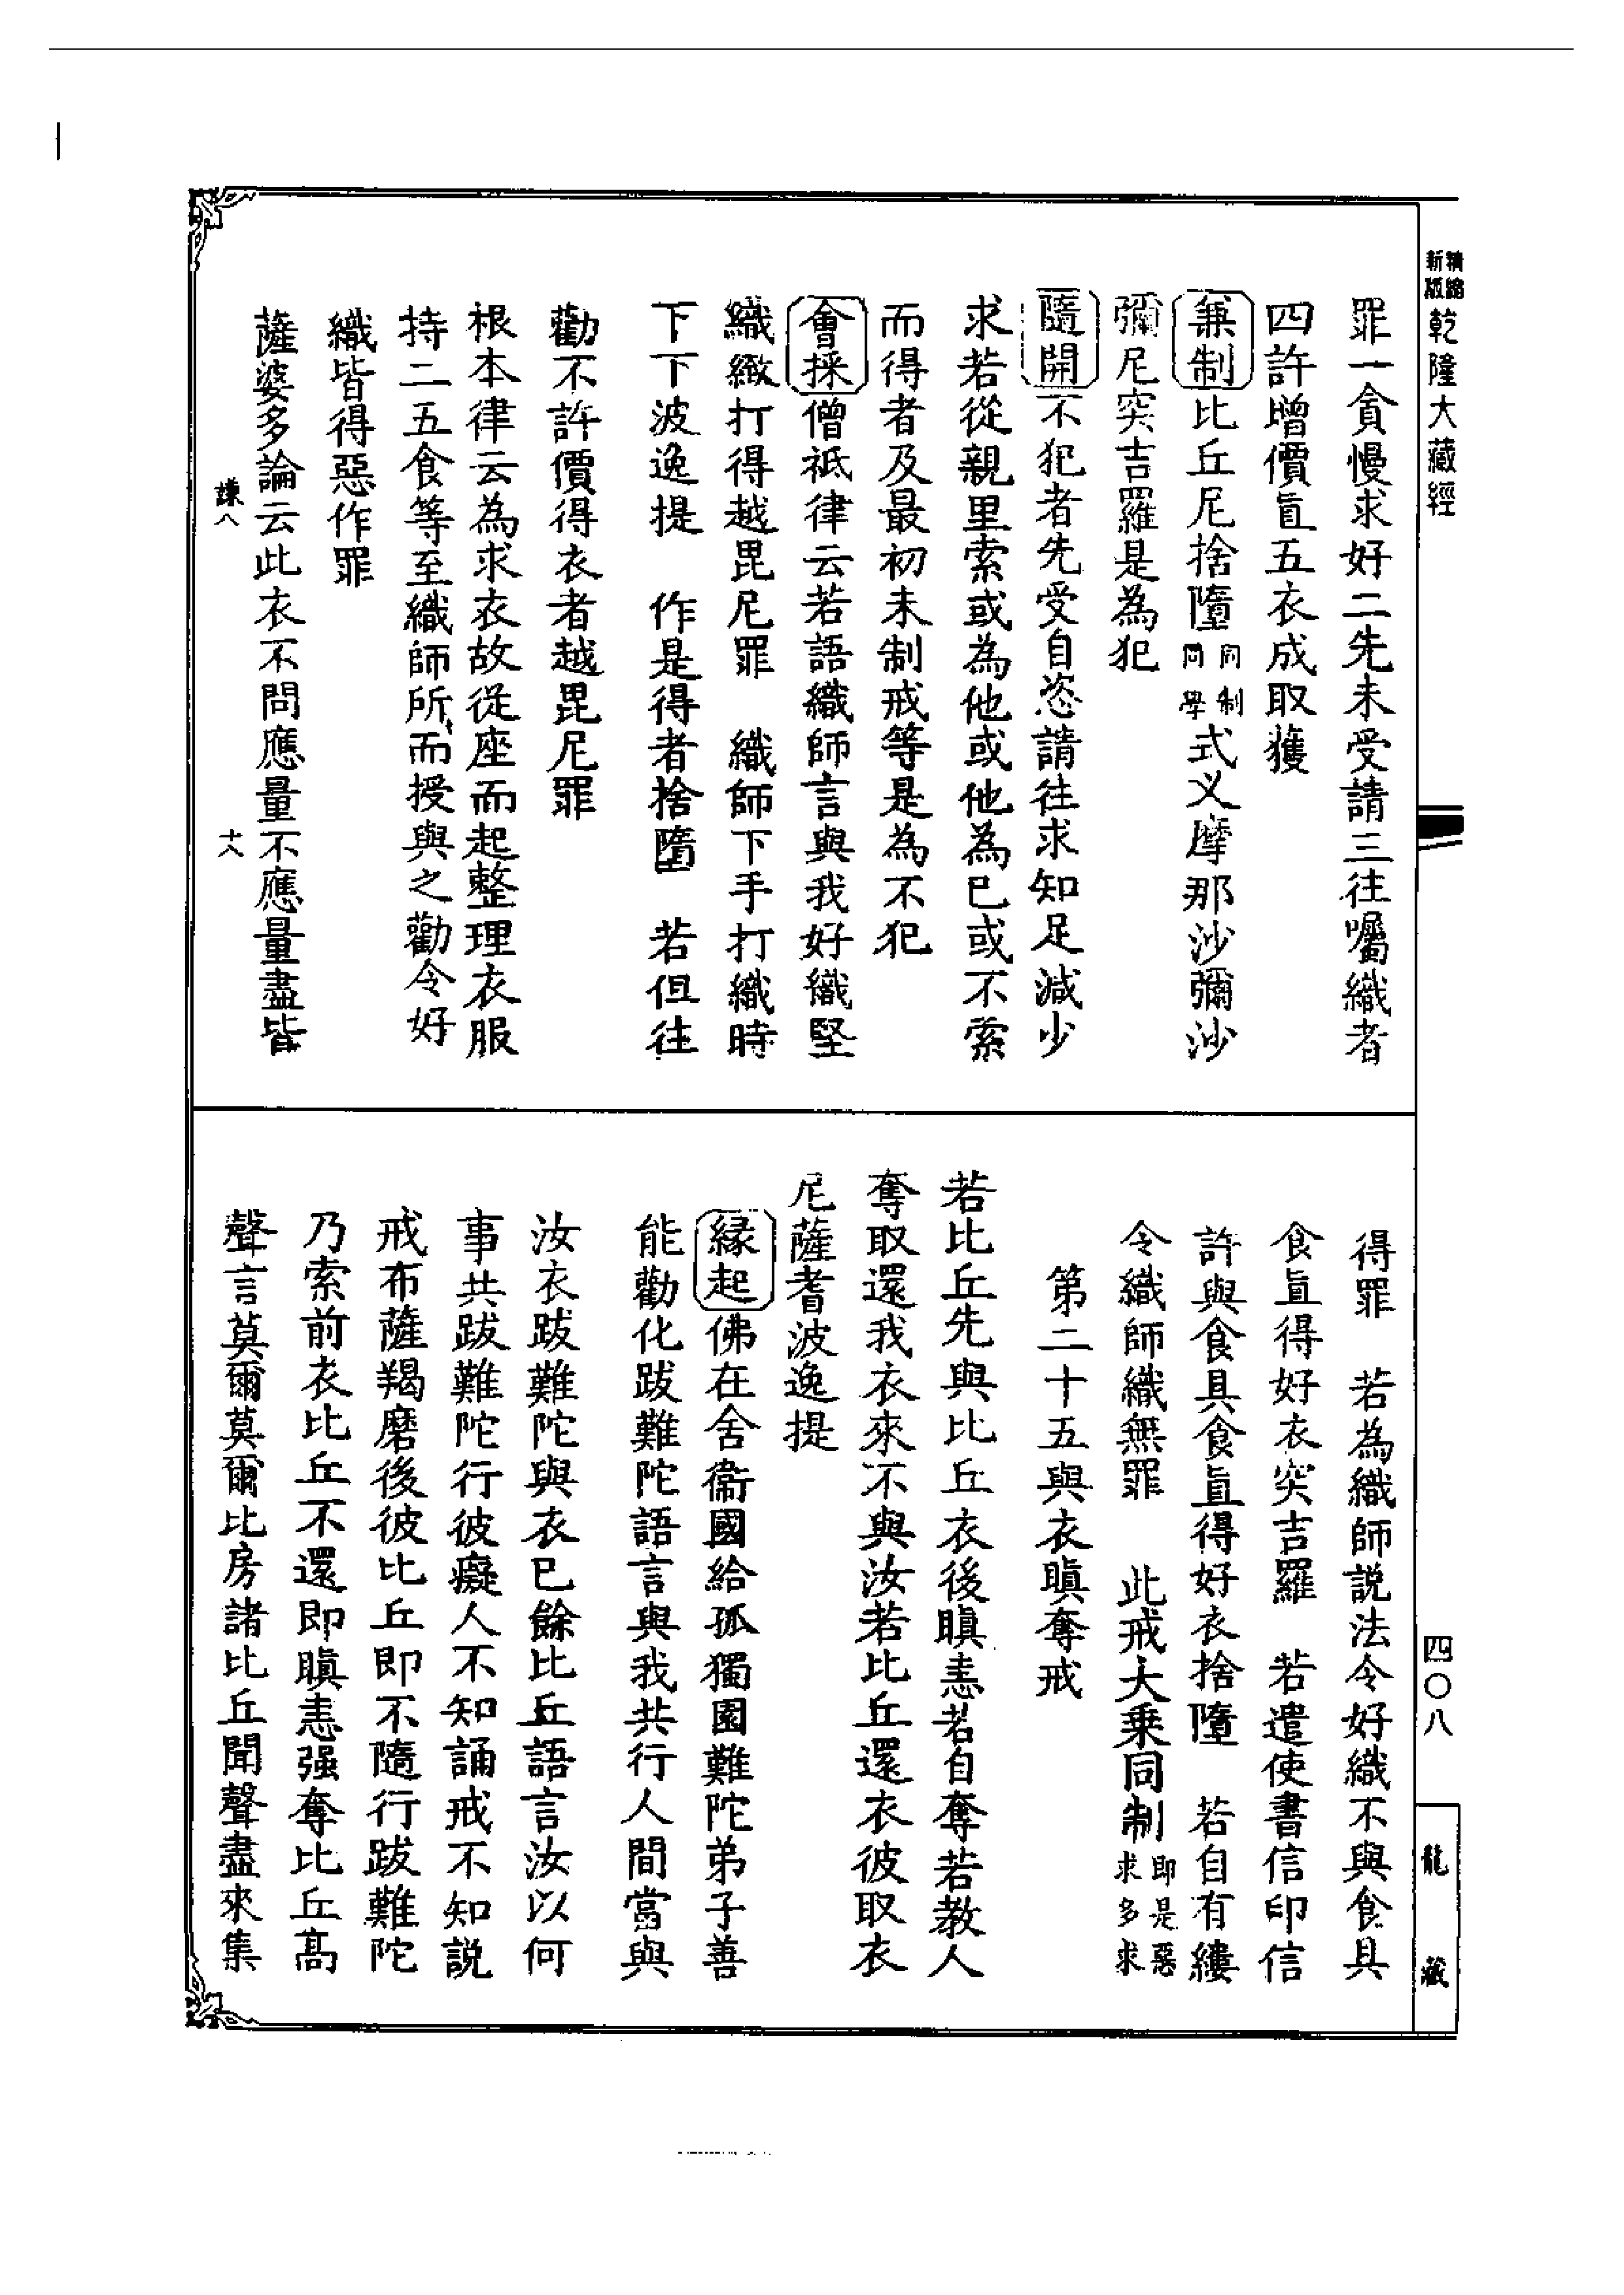 精縮
新版
乾隆大藏經
四〇八
龍藏
罪一貪慢求好二先未受請三往囑織者
四許增價直五衣成取獲
兼制比丘尼捨墮同制同學式叉摩那沙彌沙
彌尼突吉羅是為犯
隨開不犯者先受自恣請往求知足減少
求若從親里索或為他或他為已或不索
而得者及最初未制戒等是為不犯
會採僧祇律云若語織師言與我好織堅
織緻打得越毘尼罪　織師下手打織時
下下波逸提　作是得者捨墮　若但往
勸不許價得衣者越毘尼罪
根本律云為求衣故從座而起整理衣服
持二五食等至織師所而授與之勸令好
織皆得惡作罪
薩婆多論云此衣不問應量不應量盡皆
諫八　十八
得罪　若為織師説法令好織不與食具
食直得好衣突吉羅　若遣使書信印信
許與食具食直得好衣捨墮　若自有縷
令織師織無罪　此戒大乘同制即是惡求多求
第二十五與衣瞋奪戒
若比丘先與比丘衣後瞋恚若自奪若教人
奪取還我衣來不與汝若比丘還衣彼取衣
尼薩耆波逸提
緣起佛在舍衞國給孤獨園難陀弟子善
能勸化跋難陀語言與我共行人間當與
汝衣跋難陀與衣已餘比丘語言汝以何
事共跋難陀行彼癡人不知誦戒不知説
戒布薩羯磨後彼比丘即不隨行跋難陀
乃索前衣比丘不還即瞋恚强奪比丘髙
聲言莫爾莫爾比房諸比丘聞聲盡來集